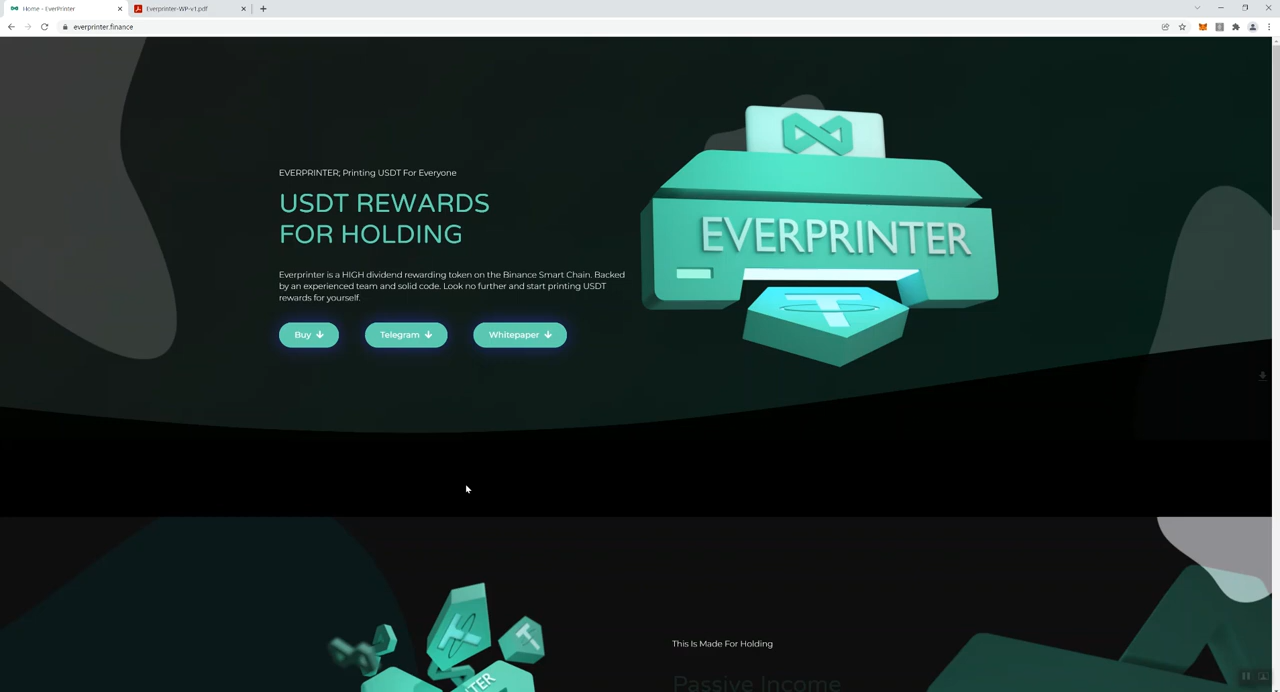 Home - EverPrinter
Everprinter-WP-v1.pdf
everprinter.finance
EVERPRINTER; Printing USDT For Everyone
USDT REWARDS
FOR HOLDING
Everprinter is a HIGH dividend rewarding token on the Binance Smart Chain. Backed
by an experienced team and solid code. Look no further and start printing USDT
rewards for yourself.
Buy
Telegram
Whitepaper
EVERPRINTER
This Is Made For Holding
Passive Income